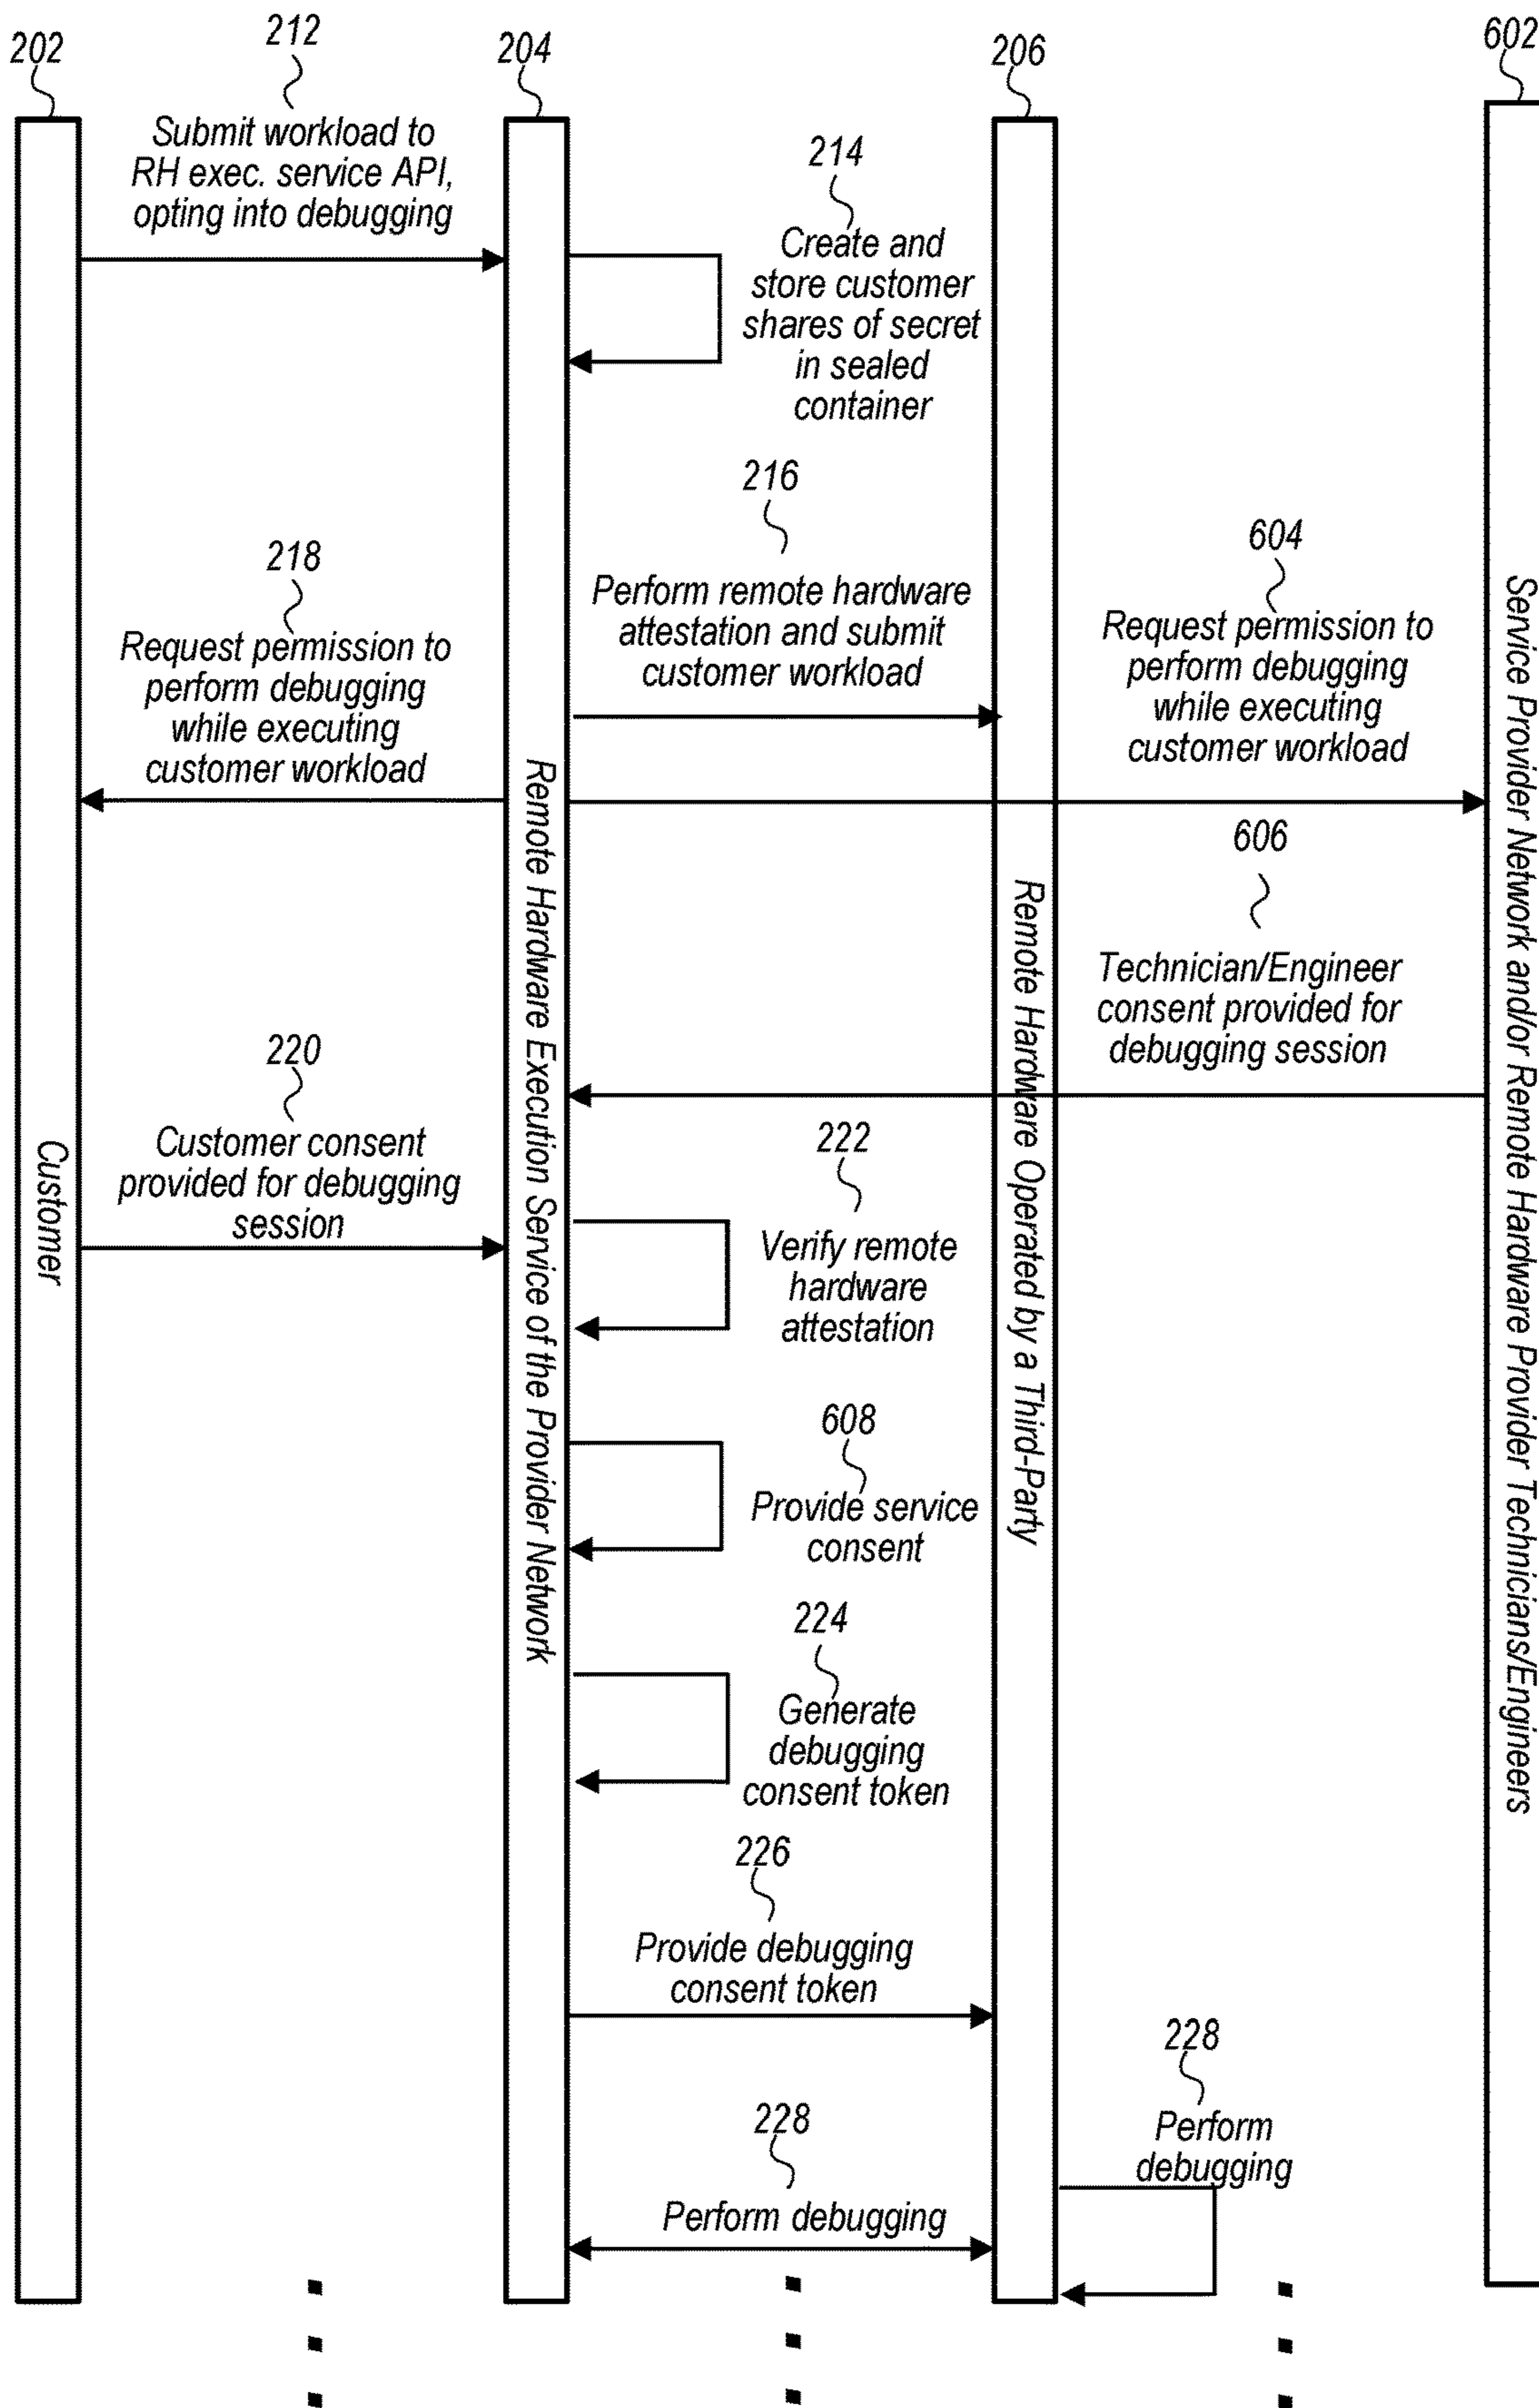 202
212
204
206
602
Submit workload to
RH exec. service API,
opting into debugging
214
Create and
store customer
shares of secret
in sealed
container
216
Perform remote hardware
attestation and submit
customer workload
218
Request permission to
perform debugging
while executing
customer workload
604
Request permission to
perform debugging
while executing
customer workload
606
Technician/Engineer
consent provided for
debugging session
220
Customer consent
provided for debugging
session
222
Verify remote
hardware
attestation
608
Provide service
consent
224
Generate
debugging
consent token
226
Provide debugging
consent token
228
Perform debugging
228
Perform
debugging
Customer
Remote Hardware Execution Service of the Provider Network
Remote Hardware Operated by a Third-Party
Service Provider Network and/or Remote Hardware Provider Technicians/Engineers